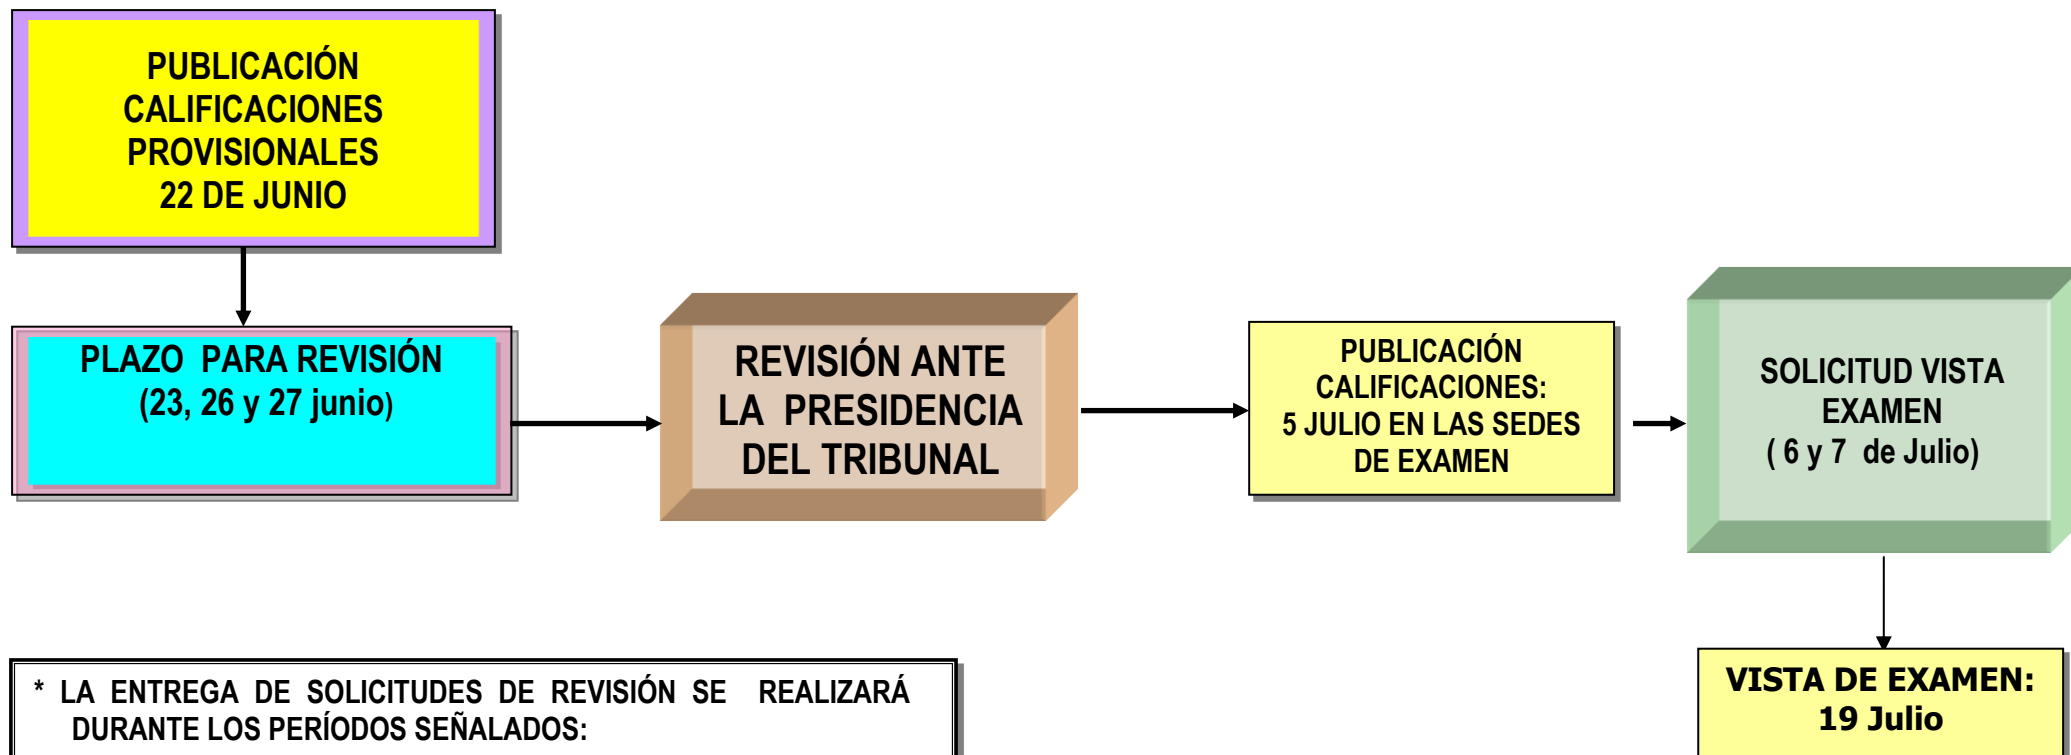 PUBLICACIÓN
CALIFICACIONES
PROVISIONALES
22 DE JUNIO
PLAZO PARA REVISIÓN
(23, 26 y 27 junio)
REVISIÓN ANTE
LA PRESIDENCIA
DEL TRIBUNAL
PUBLICACIÓN
CALIFICACIONES:
5 JULIO EN LAS SEDES
DE EXAMEN
SOLICITUD VISTA
EXAMEN
( 6 y 7 de Julio)
VISTA DE EXAMEN:
19 Julio
* LA ENTREGA DE SOLICITUDES DE REVISIÓN SE REALIZARÁ
DURANTE LOS PERÍODOS SEÑALADOS: